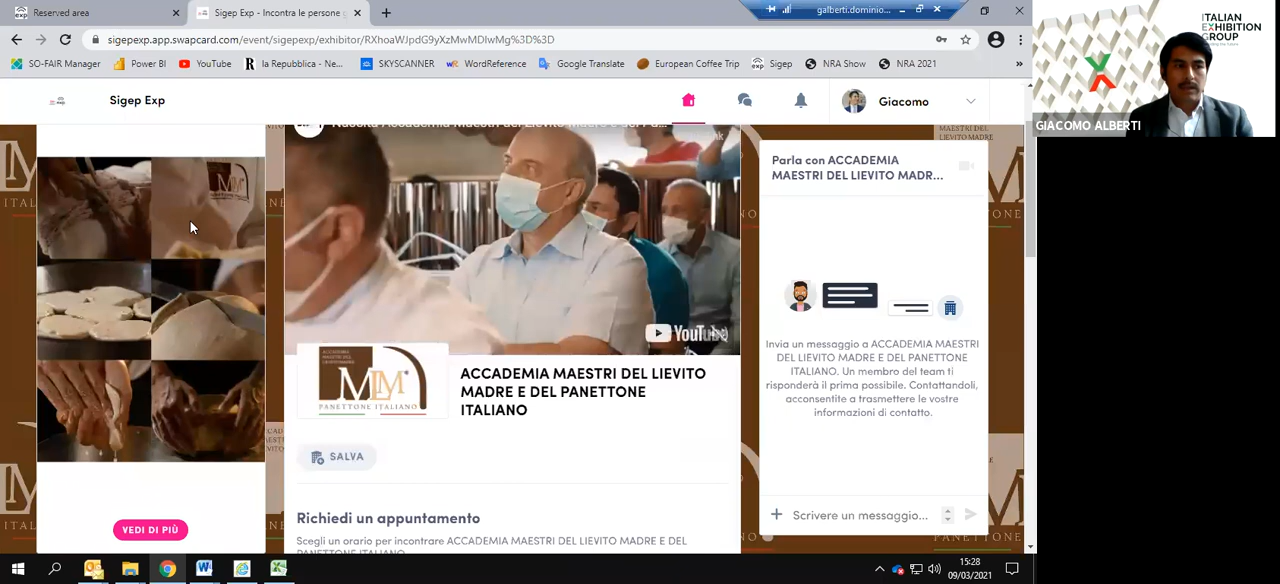 Reserved area
Sigep Exp - Incontra le persone g
galberti.dominio...
sigepexp.app.swapcard.com/event/sigepexp/exhibitor/RXhoaWJpdG9yXzMwMDIwMg%3D%3D
SO-FAIR Manager
Power BI
YouTube
la Repubblica - Ne...
SKYSCANNER
WordReference
Google Translate
European Coffee Trip
Sigep
NRA Show
NRA 2021
»
ITALIAN
EXHIBITION
GROUP
GIACOMO ALBERTI
Sigep Exp
Giacomo
YouTube
MLM
PANETTONE ITALIANO
ACCADEMIA MAESTRI DEL LIEVITO
MADRE E DEL PANETTONE
ITALIANO
SALVA
Richiedi un appuntamento
Scegli un orario per incontrare ACCADEMIA MAESTRI DEL LIEVITO MADRE E DEL
PANETTONE ITALIANO
VEDI DI PIÙ
Parla con ACCADEMIA
MAESTRI DEL LIEVITO MADR...
Invia un messaggio a ACCADEMIA MAESTRI
DEL LIEVITO MADRE E DEL PANETTONE
ITALIANO. Un membro del team ti
risponderà il prima possibile. Contattandoli,
acconsentite a trasmettere le vostre
informazioni di contatto.
Scrivere un messaggio...
15:28
09/03/2021